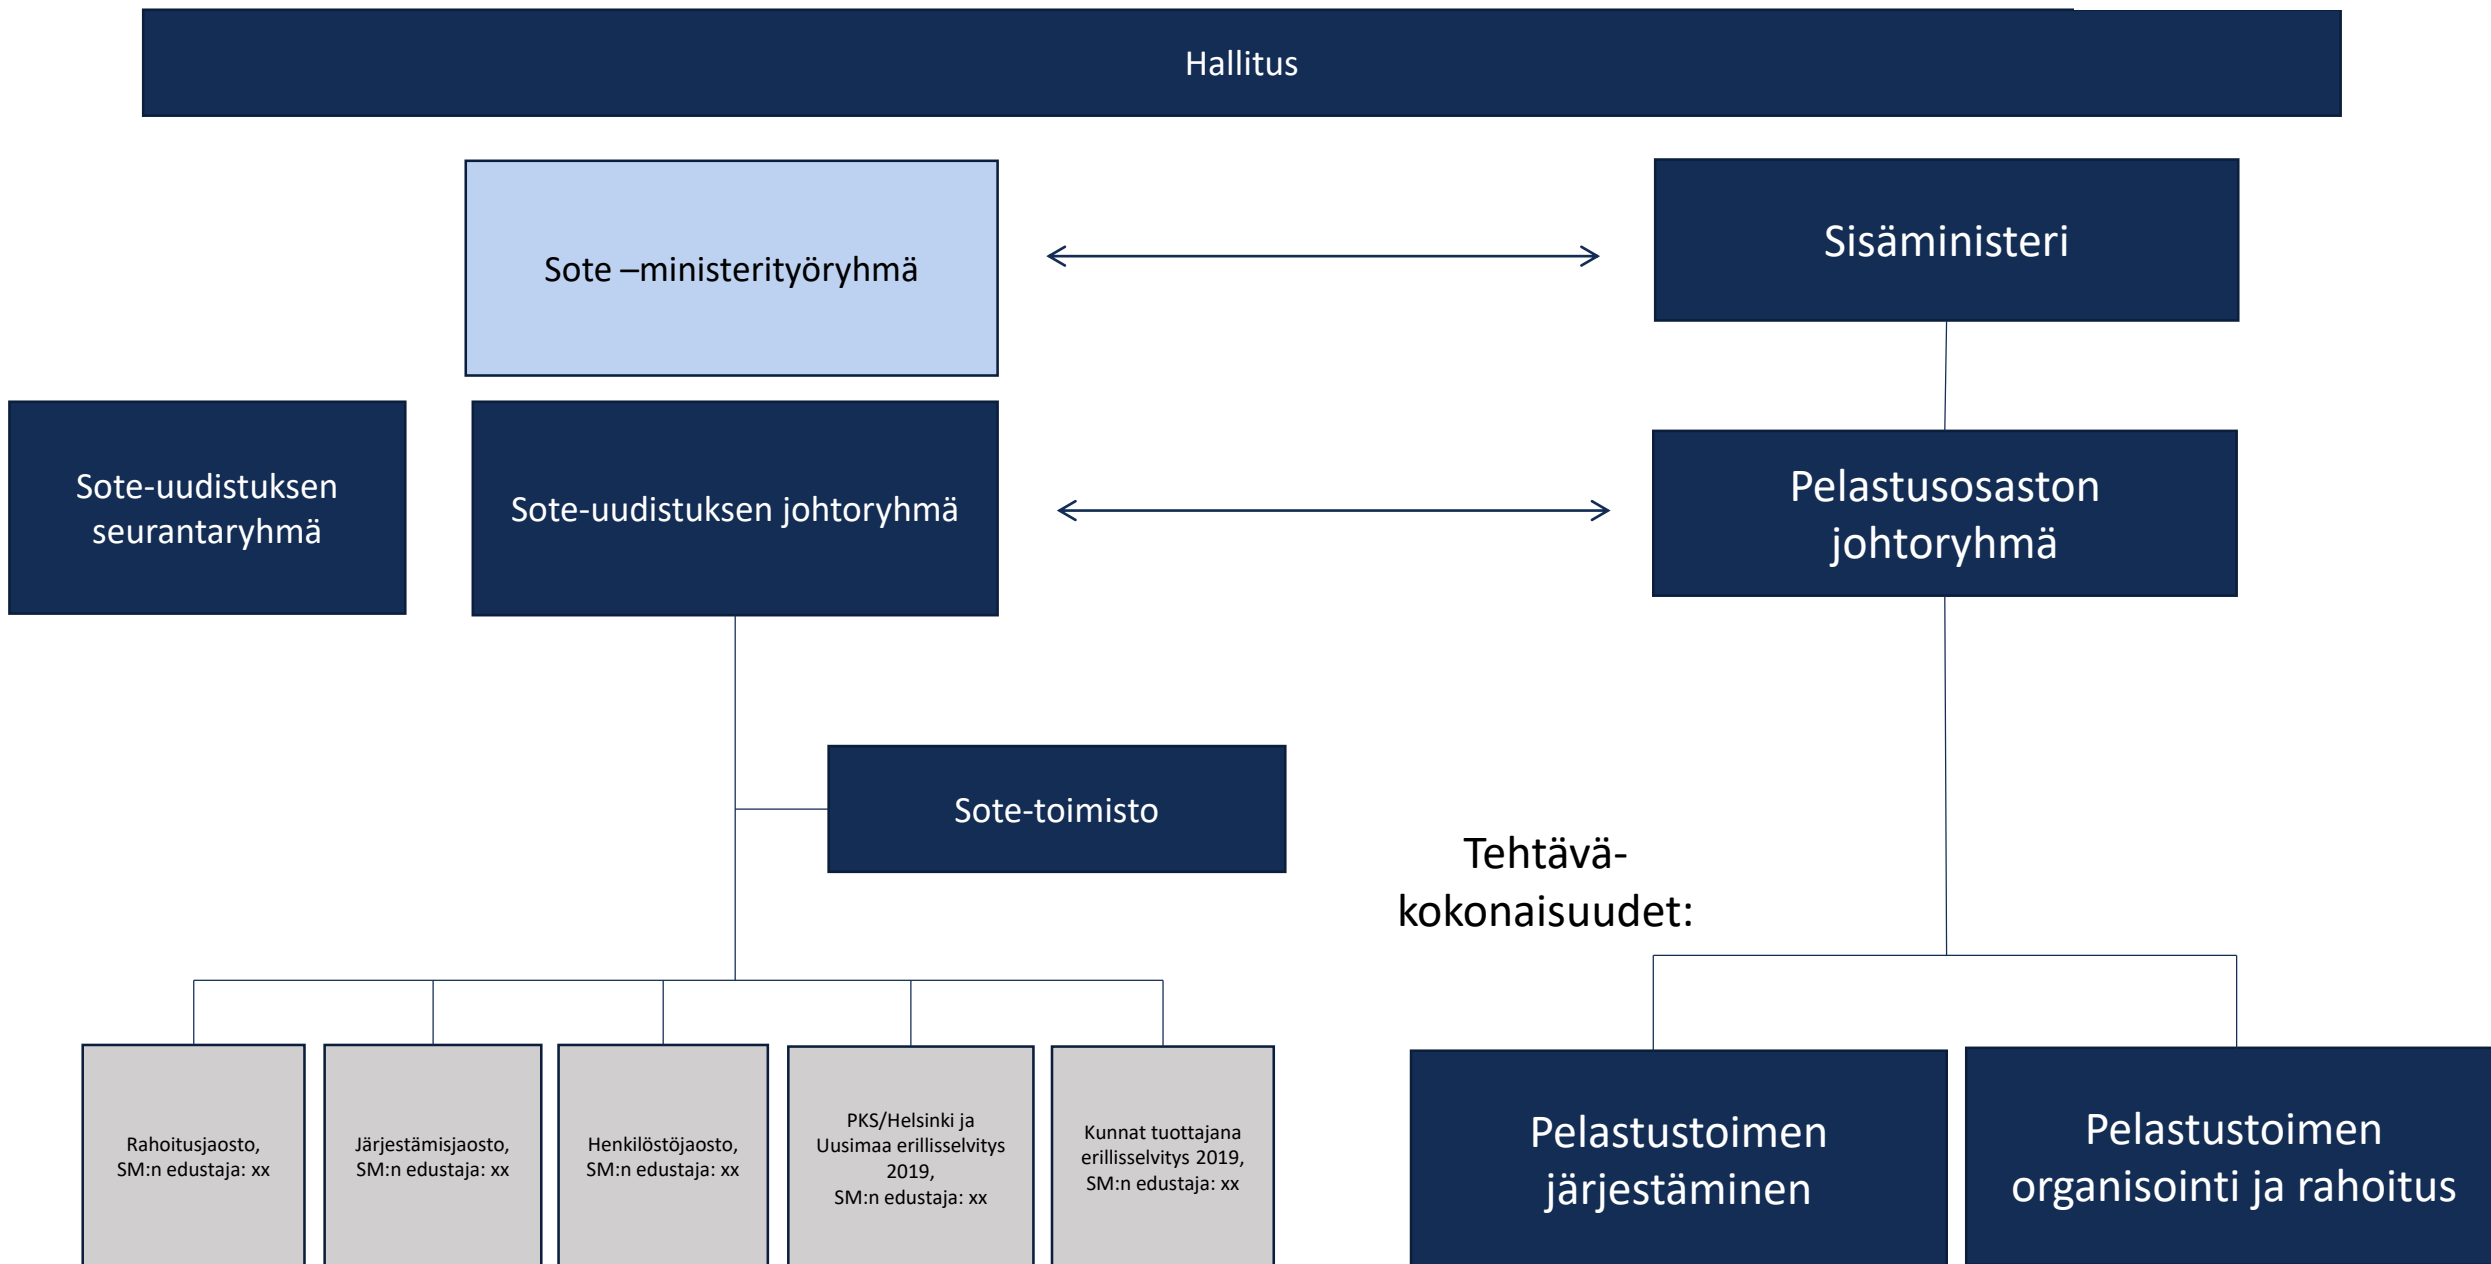 Hallitus
Sote –ministerityöryhmä
Sisäministeri
Sote-uudistuksen
seurantaryhmä
Sote-uudistuksen johtoryhmä
Pelastusosaston
johtoryhmä
Sote-toimisto
Tehtävä-
kokonaisuudet:
Rahoitusjaosto,
SM:n edustaja: xx
Järjestämisjaosto,
SM:n edustaja: xx
Henkilöstöjaosto,
SM:n edustaja: xx
PKS/Helsinki ja
Uusimaa erillisselvitys
2019,
SM:n edustaja: xx
Kunnat tuottajana
erillisselvitys 2019,
SM:n edustaja: xx
Pelastustoimen
järjestäminen
Pelastustoimen
organisointi ja rahoitus